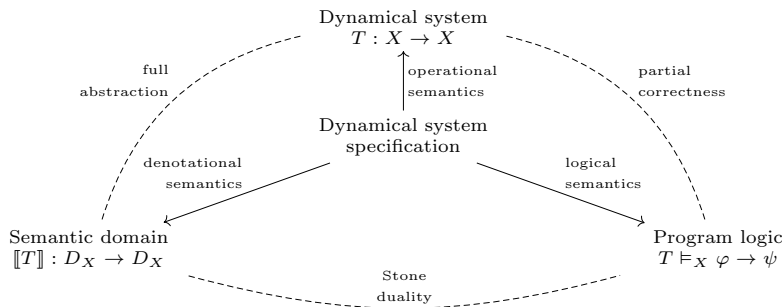 Dynamical system
T : X → X
full
abstraction
operational
semantics
partial
correctness
Dynamical system
specification
denotational
semantics
logical
semantics
Semantic domain
⟦T⟧ : D_X → D_X
Program logic
T ⊨_X φ → ψ
Stone
duality